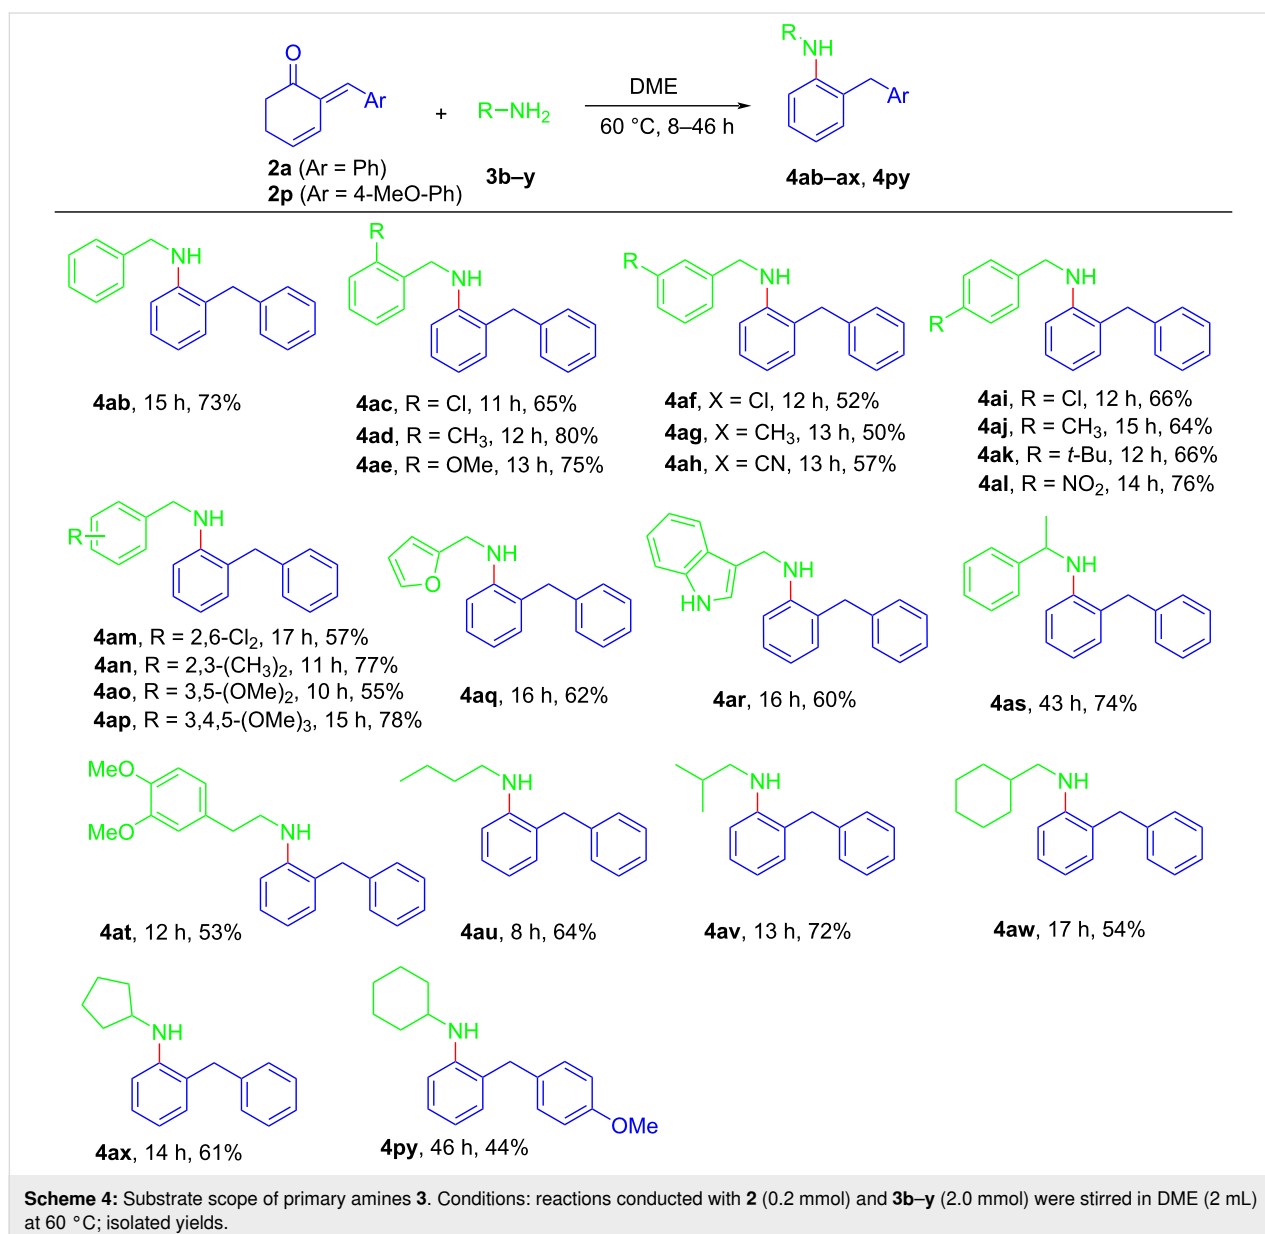 O
Ar
+
R–NH2
DME
60 °C, 8–46 h
R
NH
Ar
2a (Ar = Ph)
2p (Ar = 4-MeO-Ph)
3b–y
4ab–ax, 4py
NH
4ab, 15 h, 73%
R
NH
4ac, R = Cl, 11 h, 65%
4ad, R = CH3, 12 h, 80%
4ae, R = OMe, 13 h, 75%
R
NH
4af, X = Cl, 12 h, 52%
4ag, X = CH3, 13 h, 50%
4ah, X = CN, 13 h, 57%
R
NH
4ai, R = Cl, 12 h, 66%
4aj, R = CH3, 15 h, 64%
4ak, R = t-Bu, 12 h, 66%
4al, R = NO2, 14 h, 76%
R
NH
4am, R = 2,6-Cl2, 17 h, 57%
4an, R = 2,3-(CH3)2, 11 h, 77%
4ao, R = 3,5-(OMe)2, 10 h, 55%
4ap, R = 3,4,5-(OMe)3, 15 h, 78%
O
NH
4aq, 16 h, 62%
HN
NH
4ar, 16 h, 60%
NH
4as, 43 h, 74%
MeO
MeO
NH
4at, 12 h, 53%
NH
4au, 8 h, 64%
NH
4av, 13 h, 72%
NH
4aw, 17 h, 54%
NH
4ax, 14 h, 61%
NH
OMe
4py, 46 h, 44%
Scheme 4: Substrate scope of primary amines 3. Conditions: reactions conducted with 2 (0.2 mmol) and 3b–y (2.0 mmol) were stirred in DME (2 mL)
at 60 °C; isolated yields.